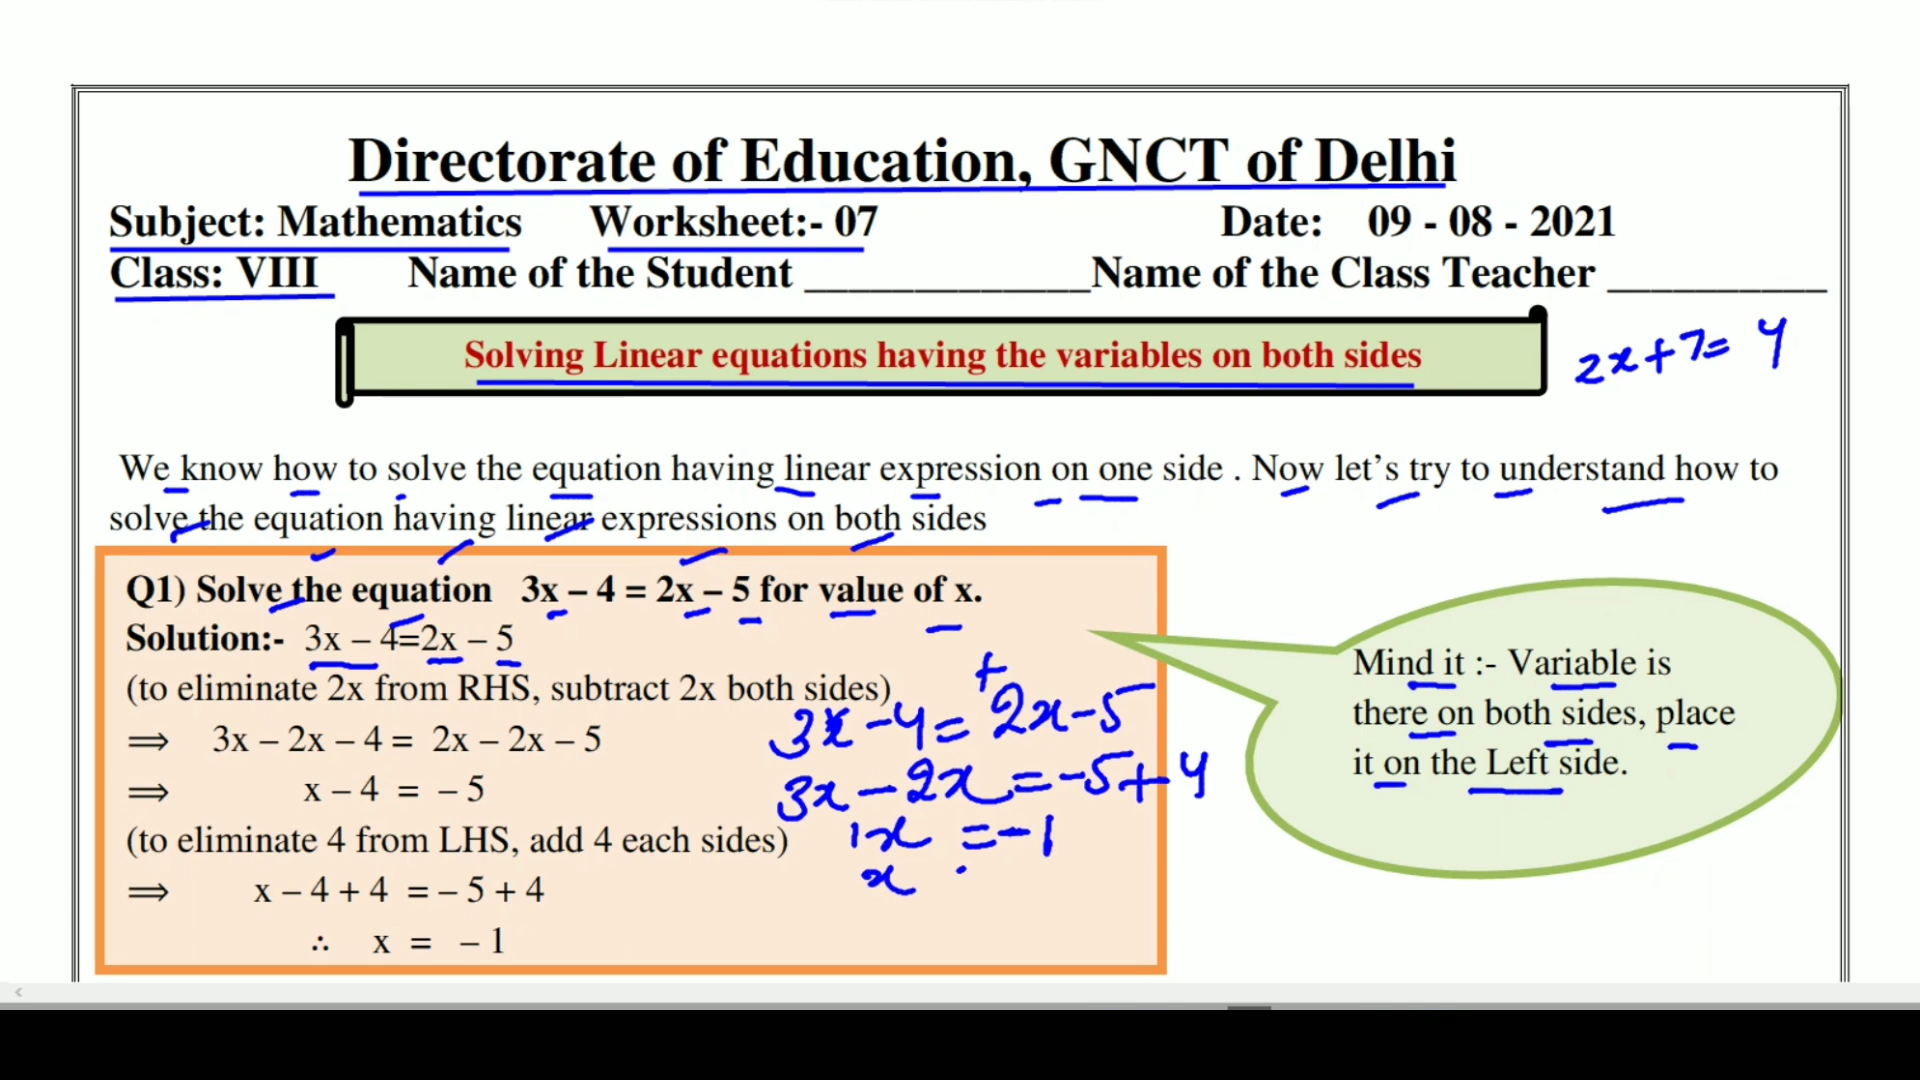 Directorate of Education, GNCT of Delhi
Subject: Mathematics Worksheet:- 07 Date: 09 - 08 - 2021
Class: VIII Name of the Student _____________Name of the Class Teacher __________
Solving Linear equations having the variables on both sides
2x+7= 4
We know how to solve the equation having linear expression on one side . Now let's try to understand how to
solve the equation having linear expressions on both sides
Q1) Solve the equation 3x – 4 = 2x – 5 for value of x.
Solution:- 3x – 4=2x – 5
(to eliminate 2x from RHS, subtract 2x both sides)
⟹ 3x – 2x – 4 = 2x – 2x – 5
⟹ x – 4 = – 5
(to eliminate 4 from LHS, add 4 each sides)
⟹ x – 4 + 4 = – 5 + 4
∴ x = – 1
+
3x-4= 2x-5
3x-2x=-5+4
1x =-1
x
Mind it :- Variable is
there on both sides, place
it on the Left side.